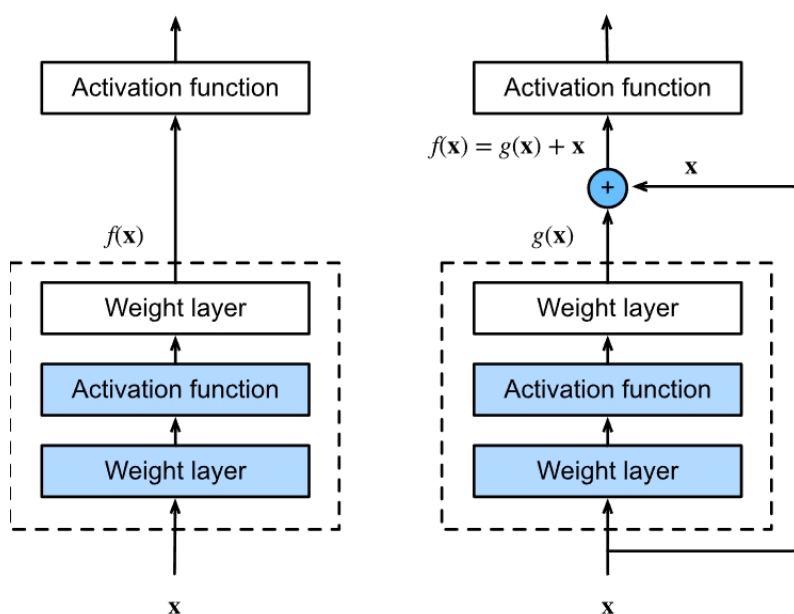 Activation function
f(x)
Weight layer
Activation function
Weight layer
x
Activation function
f(x) = g(x) + x
x
+
g(x)
Weight layer
Activation function
Weight layer
x